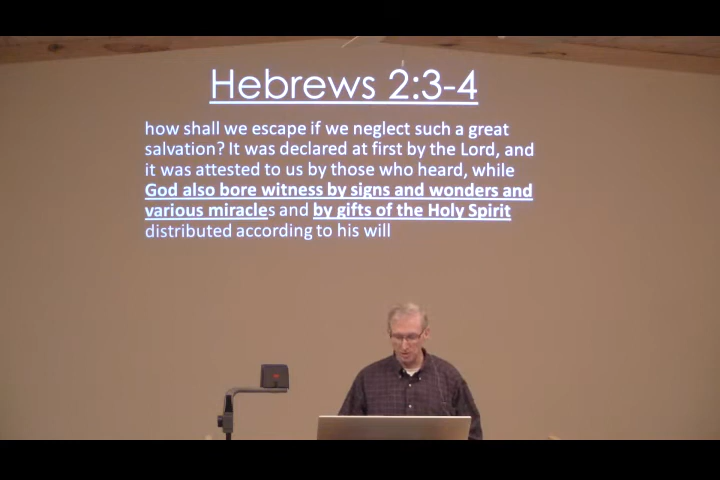 Hebrews 2:3-4
how shall we escape if we neglect such a great
salvation? It was declared at first by the Lord, and
it was attested to us by those who heard, while
God also bore witness by signs and wonders and
various miracles and by gifts of the Holy Spirit
distributed according to his will